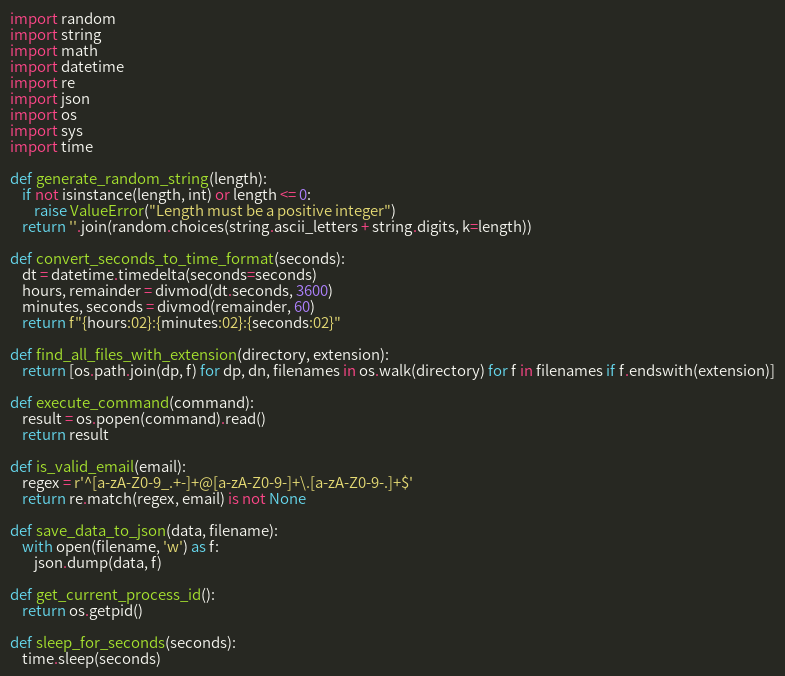 import random
import string
import math
import datetime
import re
import json
import os
import sys
import time

def generate_random_string(length):
    if not isinstance(length, int) or length <= 0:
        raise ValueError("Length must be a positive integer")
    return ''.join(random.choices(string.ascii_letters + string.digits, k=length))

def convert_seconds_to_time_format(seconds):
    dt = datetime.timedelta(seconds=seconds)
    hours, remainder = divmod(dt.seconds, 3600)
    minutes, seconds = divmod(remainder, 60)
    return f"{hours:02}:{minutes:02}:{seconds:02}"

def find_all_files_with_extension(directory, extension):
    return [os.path.join(dp, f) for dp, dn, filenames in os.walk(directory) for f in filenames if f.endswith(extension)]

def execute_command(command):
    result = os.popen(command).read()
    return result

def is_valid_email(email):
    regex = r'^[a-zA-Z0-9_.+-]+@[a-zA-Z0-9-]+\.[a-zA-Z0-9-.]+$'
    return re.match(regex, email) is not None

def save_data_to_json(data, filename):
    with open(filename, 'w') as f:
        json.dump(data, f)

def get_current_process_id():
    return os.getpid()

def sleep_for_seconds(seconds):
    time.sleep(seconds)